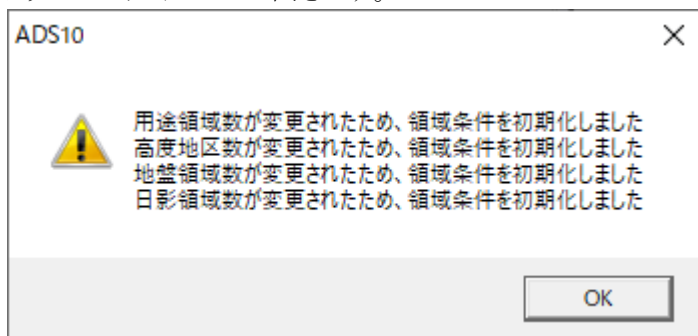 ADS10
用途領域数が変更されたため、領域条件を初期化しました
高度地区数が変更されたため、領域条件を初期化しました
地盤領域数が変更されたため、領域条件を初期化しました
日影領域数が変更されたため、領域条件を初期化しました
OK